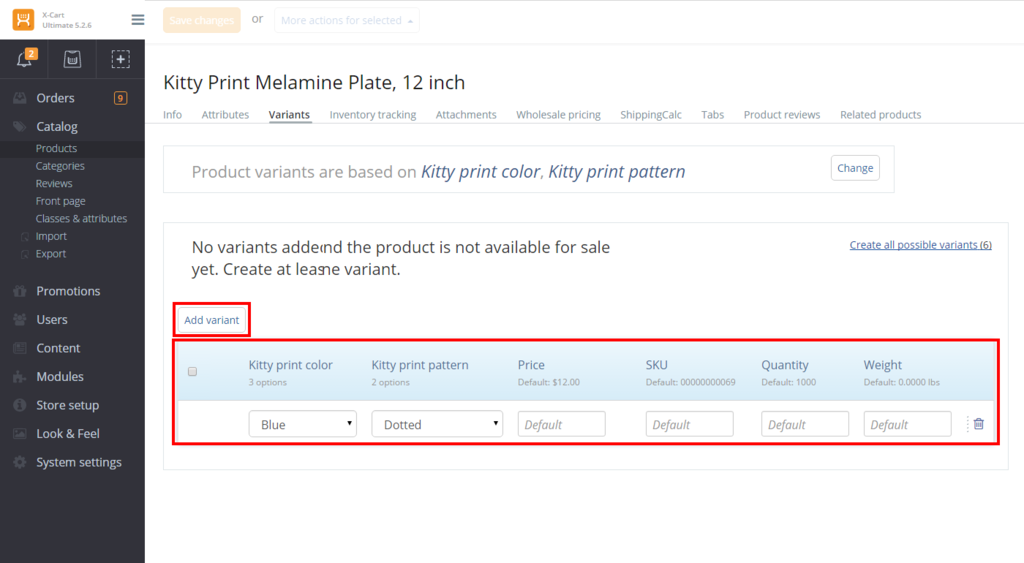 X-Cart
Ultimate 5.2.6
Save changes or More actions for selected
2
Orders 9
Catalog
Products
Categories
Reviews
Front page
Classes & attributes
Import
Export
Promotions
Users
Content
Modules
Store setup
Look & Feel
System settings
Kitty Print Melamine Plate, 12 inch
Info Attributes Variants Inventory tracking Attachments Wholesale pricing ShippingCalc Tabs Product reviews Related products
Product variants are based on Kitty print color, Kitty print pattern Change
No variants addend the product is not available for sale
yet. Create at leasne variant.
Create all possible variants (6)
Add variant
Kitty print color Kitty print pattern Price SKU Quantity Weight
3 options 2 options Default: $12.00 Default: 00000000069 Default: 1000 Default: 0.0000 lbs
Blue Dotted Default Default Default Default